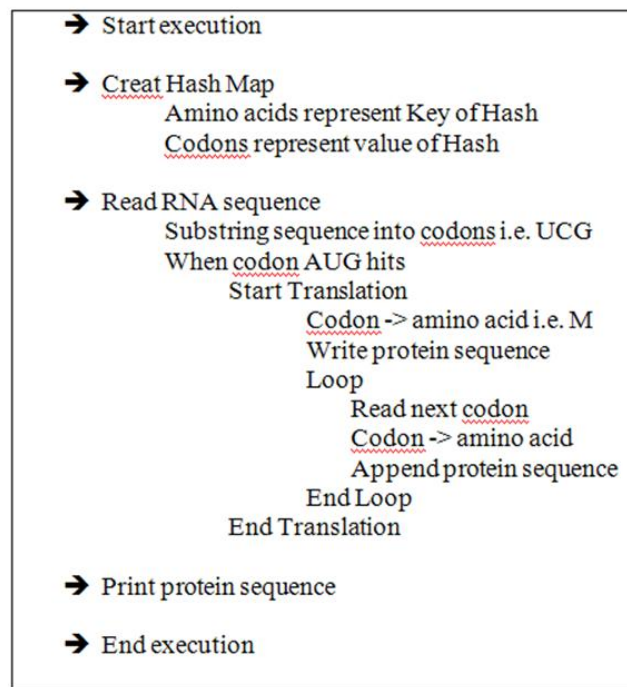 ➔ Start execution
➔ Creat Hash Map
Amino acids represent Key of Hash
Codons represent value of Hash
➔ Read RNA sequence
Substring sequence into codons i.e. UCG
When codon AUG hits
Start Translation
Codon -> amino acid i.e. M
Write protein sequence
Loop
Read next codon
Codon -> amino acid
Append protein sequence
End Loop
End Translation
➔ Print protein sequence
➔ End execution